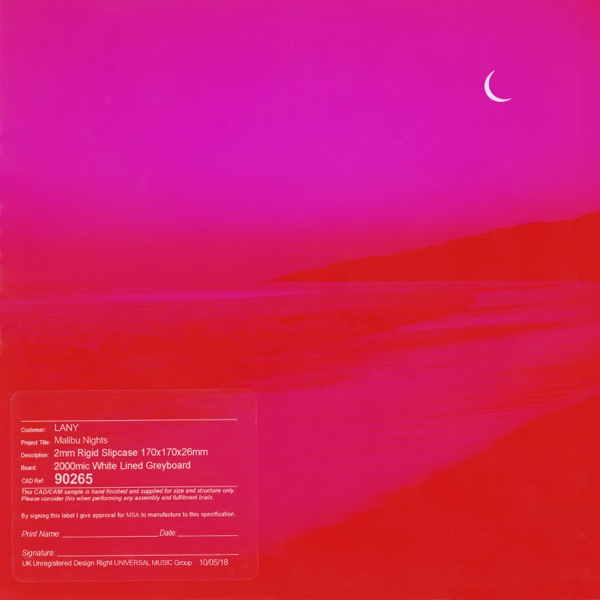 Customer: LANY
Project Title: Malibu Nights
Description: 2mm Rigid Slipcase 170x170x26mm
Board: 2000mic White Lined Greyboard
CAD Ref: 90265
This CAD/CAM sample is hand finished and supplied for size and structure only.
Please consider this when performing any assembly and fulfilment trials.
By signing this label I give approval for MSA to manufacture to this specification.
Print Name: Date:
Signature:
UK Unregistered Design Right UNIVERSAL MUSIC Group 10/05/18